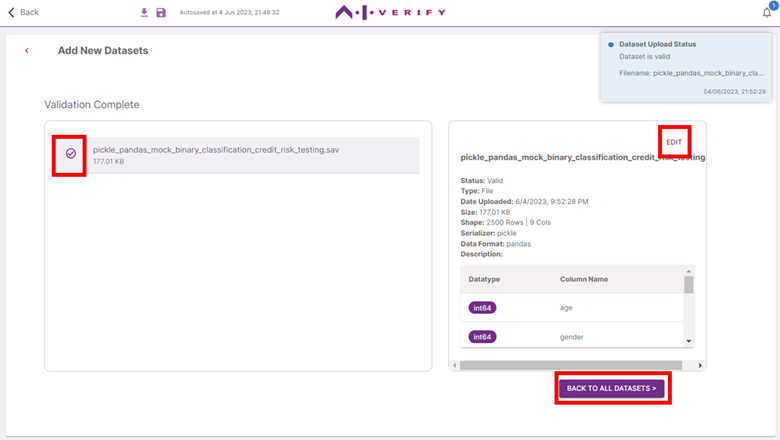 Back
Autosaved at 4 Jun 2023, 21:48:32
A.I. VERIFY
1
Add New Datasets
Dataset Upload Status
Dataset is valid
Filename: pickle_pandas_mock_binary_cla...
04/06/2023, 21:52:29
Validation Complete
pickle_pandas_mock_binary_classification_credit_risk_testing.sav
177.01 KB
EDIT
pickle_pandas_mock_binary_classification_credit_risk_testing.
Status: Valid
Type: File
Date Uploaded: 6/4/2023, 9:52:28 PM
Size: 177.01 KB
Shape: 2500 Rows | 9 Cols
Serializer: pickle
Data Format: pandas
Description:
Datatype Column Name
int64 age
int64 gender
BACK TO ALL DATASETS >